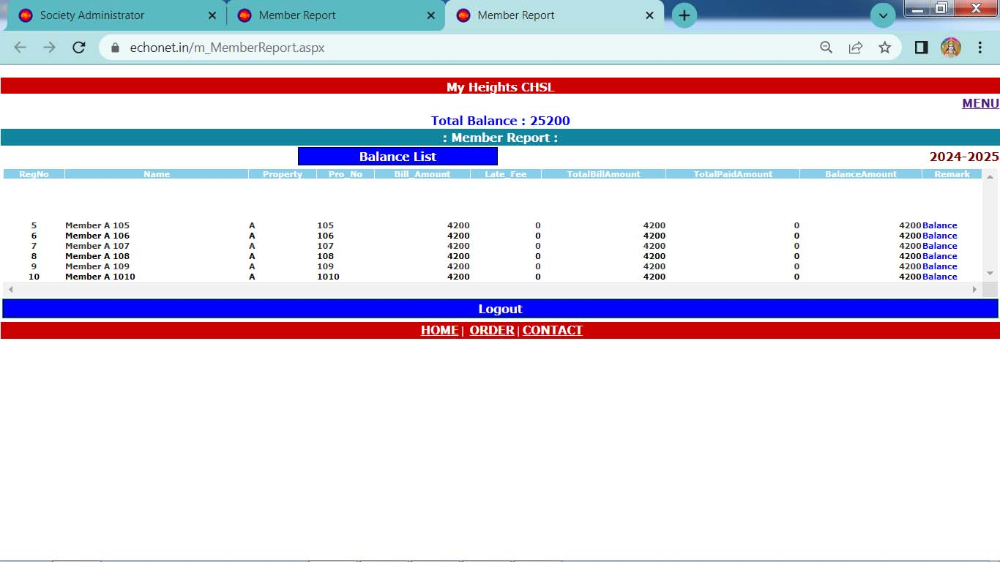 Society Administrator Member Report Member Report
echonet.in/m_MemberReport.aspx
My Heights CHSL
MENU
Total Balance : 25200
: Member Report :
Balance List 2024-2025
RegNo Name Property Pro_No Bill_Amount Late_Fee TotalBillAmount TotalPaidAmount BalanceAmount Remark
5 Member A 105 A 105 4200 0 4200 0 4200 Balance
6 Member A 106 A 106 4200 0 4200 0 4200 Balance
7 Member A 107 A 107 4200 0 4200 0 4200 Balance
8 Member A 108 A 108 4200 0 4200 0 4200 Balance
9 Member A 109 A 109 4200 0 4200 0 4200 Balance
10 Member A 1010 A 1010 4200 0 4200 0 4200 Balance
Logout
HOME | ORDER | CONTACT